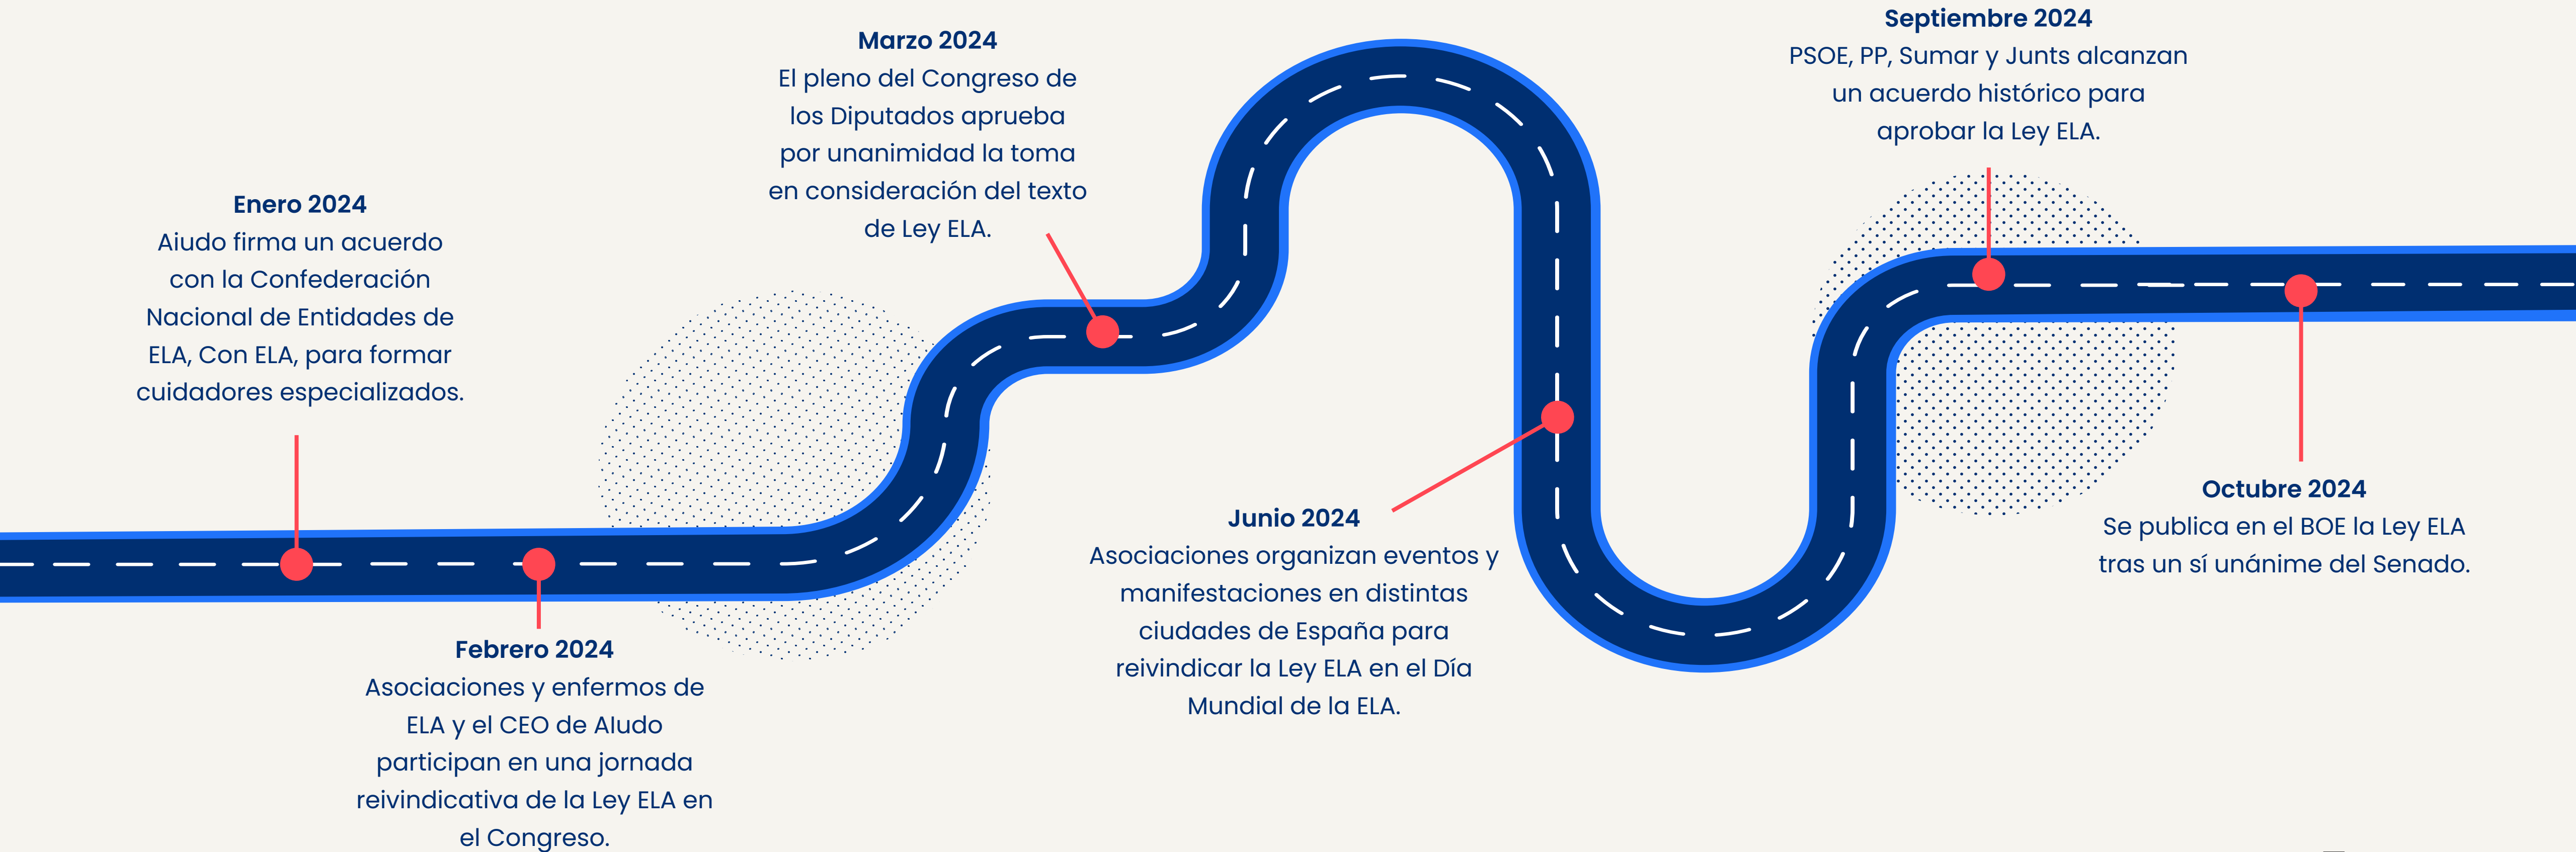 Enero 2024
Aiudo firma un acuerdo
con la Confederación
Nacional de Entidades de
ELA, Con ELA, para formar
cuidadores especializados.
Febrero 2024
Asociaciones y enfermos de
ELA y el CEO de AIudo
participan en una jornada
reivindicativa de la Ley ELA en
el Congreso.
Marzo 2024
El pleno del Congreso de
los Diputados aprueba
por unanimidad la toma
en consideración del texto
de Ley ELA.
Junio 2024
Asociaciones organizan eventos y
manifestaciones en distintas
ciudades de España para
reivindicar la Ley ELA en el Día
Mundial de la ELA.
Septiembre 2024
PSOE, PP, Sumar y Junts alcanzan
un acuerdo histórico para
aprobar la Ley ELA.
Octubre 2024
Se publica en el BOE la Ley ELA
tras un sí unánime del Senado.